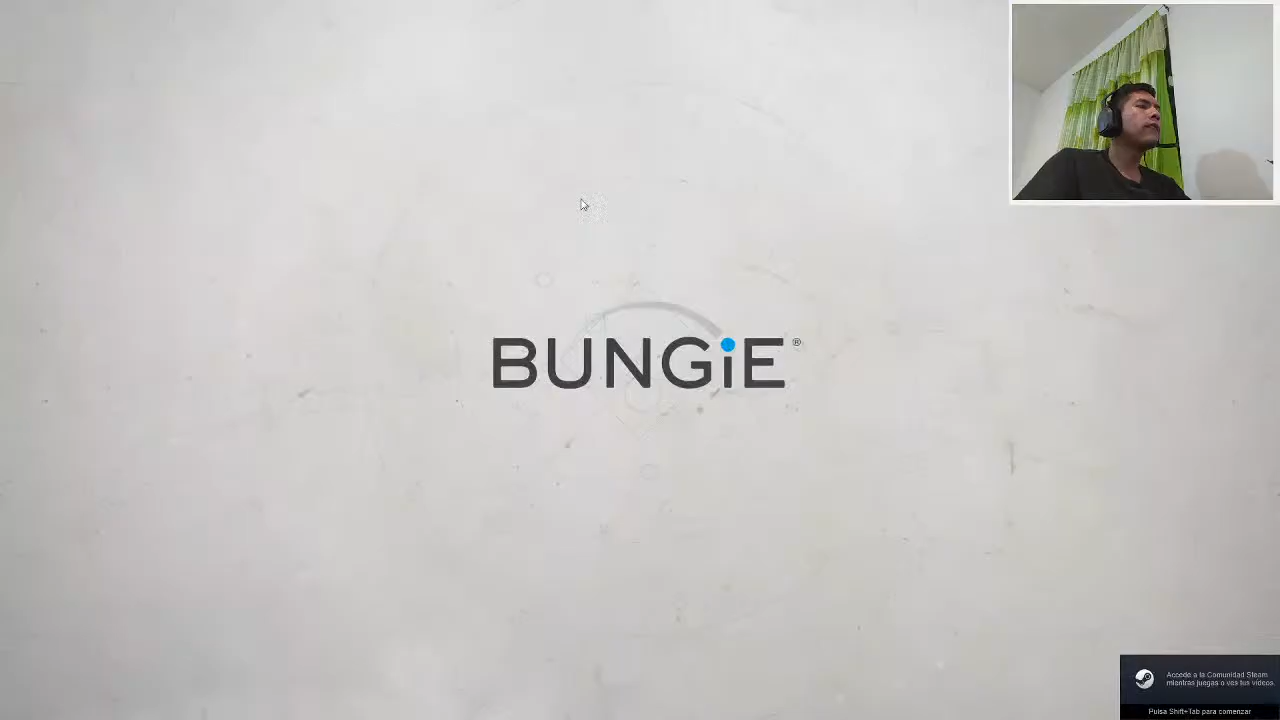 BUNGiE®
Accede a la Comunidad Steam
mientras juegas o ves tus vídeos.
Pulsa Shift+Tab para comenzar